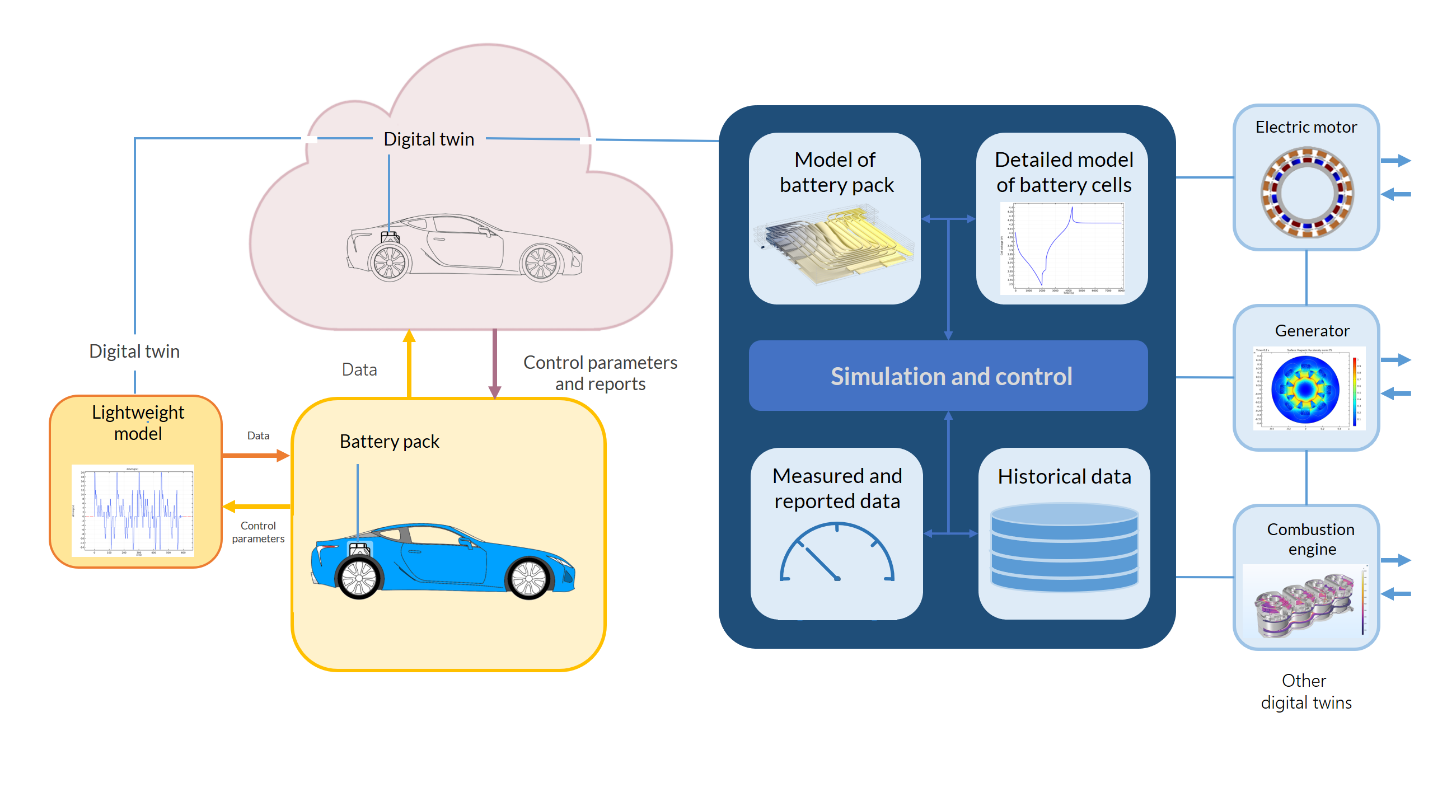 Digital twin
Digital twin
Lightweight
model
Data
Control
parameters
Data
Control parameters
and reports
Battery pack
Model of
battery pack
Detailed model
of battery cells
Simulation and control
Measured and
reported data
Historical data
Electric motor
Generator
Combustion
engine
Other
digital twins